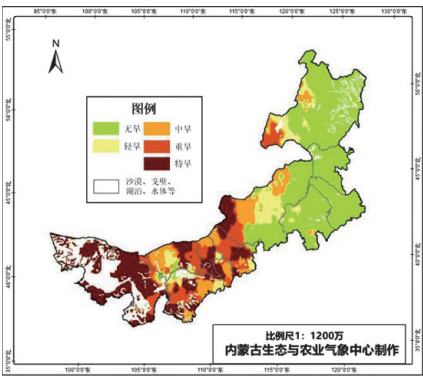 95°0'0"东 100°0'0"东 105°0'0"东 110°0'0"东 115°0'0"东 120°0'0"东 125°0'0"东 130°0'0"东
N
图例
无旱 中旱
轻旱 重旱
特旱
沙漠、戈壁、
湖泊、水体等
比例尺1：1200万
内蒙古生态与农业气象中心制作
100°0'0"东 105°0'0"东 110°0'0"东 115°0'0"东 120°0'0"东